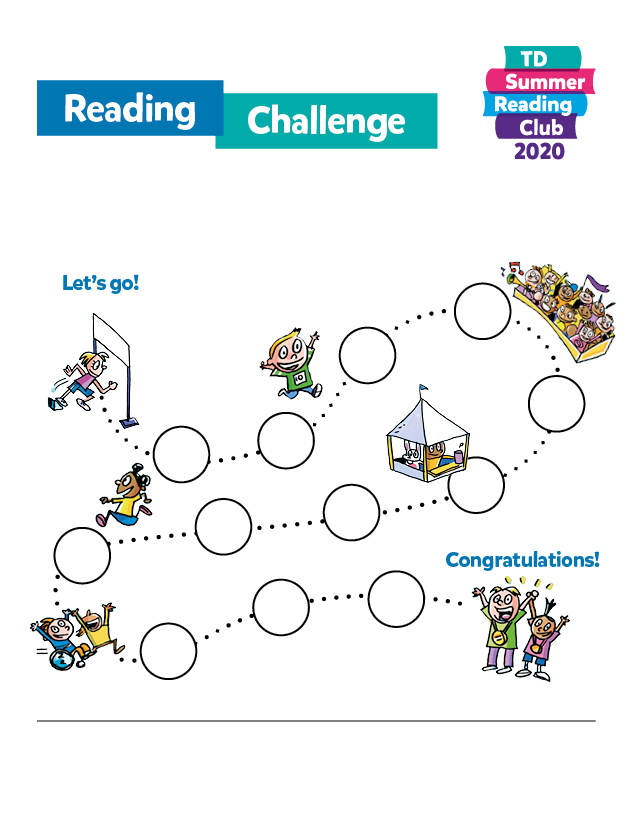 TD
Summer
Reading
Club
2020
Reading
Challenge
Let's go!
Congratulations!